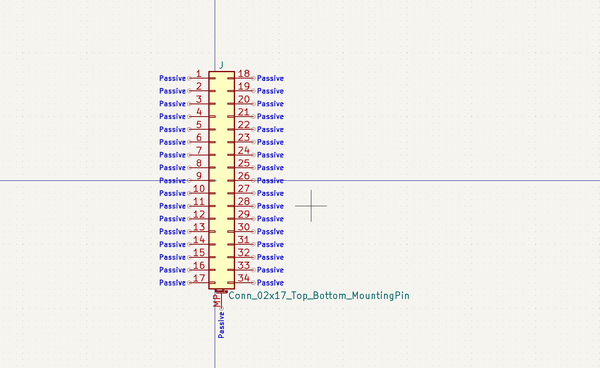 J
Passive 1 18 Passive
Passive 2 19 Passive
Passive 3 20 Passive
Passive 4 21 Passive
Passive 5 22 Passive
Passive 6 23 Passive
Passive 7 24 Passive
Passive 8 25 Passive
Passive 9 26 Passive
Passive 10 27 Passive
Passive 11 28 Passive
Passive 12 29 Passive
Passive 13 30 Passive
Passive 14 31 Passive
Passive 15 32 Passive
Passive 16 33 Passive
Passive 17 34 Passive
MP
Conn_02x17_Top_Bottom_MountingPin
Passive